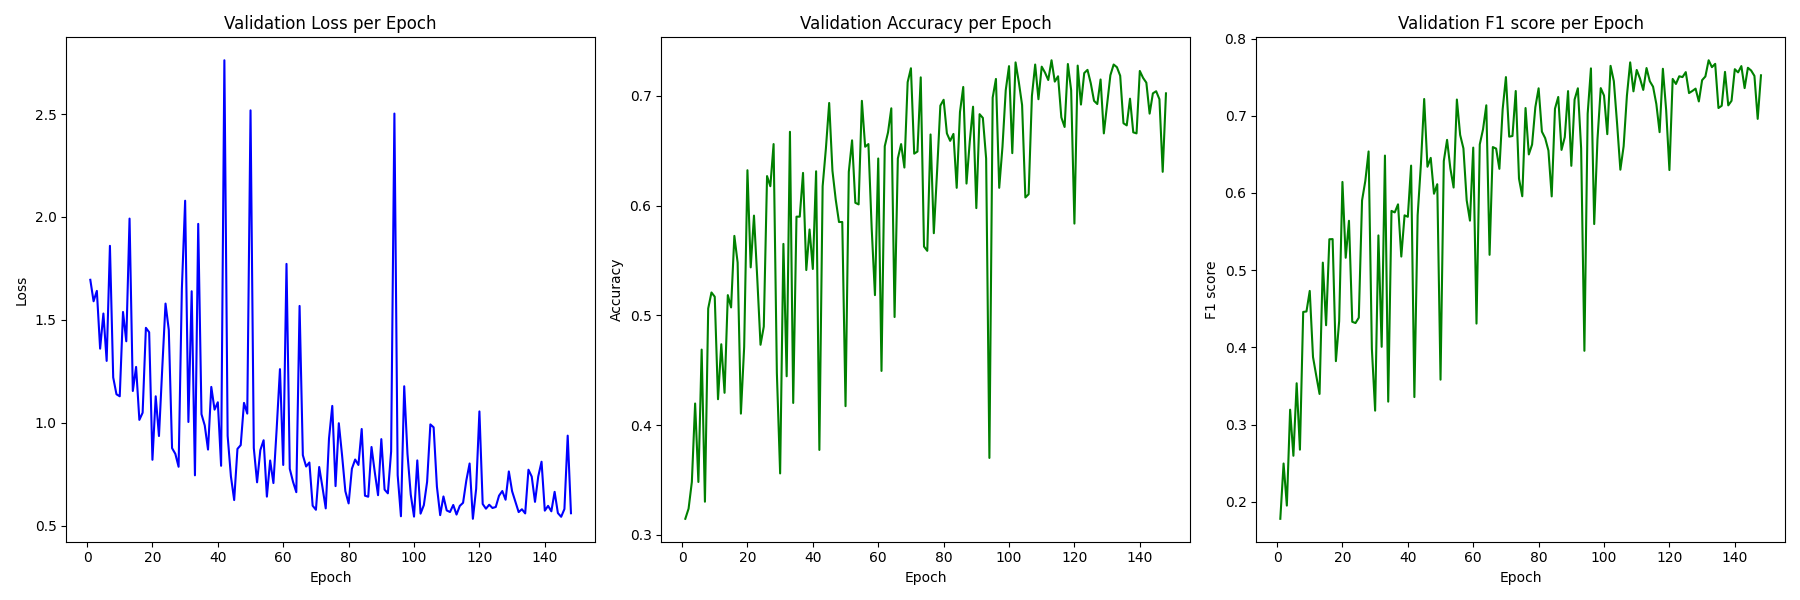 Validation Loss per Epoch
Loss
2.5
2.0
1.5
1.0
0.5
0 20 40 60 80 100 120 140
Epoch
Validation Accuracy per Epoch
Accuracy
0.7
0.6
0.5
0.4
0.3
0 20 40 60 80 100 120 140
Epoch
Validation F1 score per Epoch
F1 score
0.8
0.7
0.6
0.5
0.4
0.3
0.2
0 20 40 60 80 100 120 140
Epoch